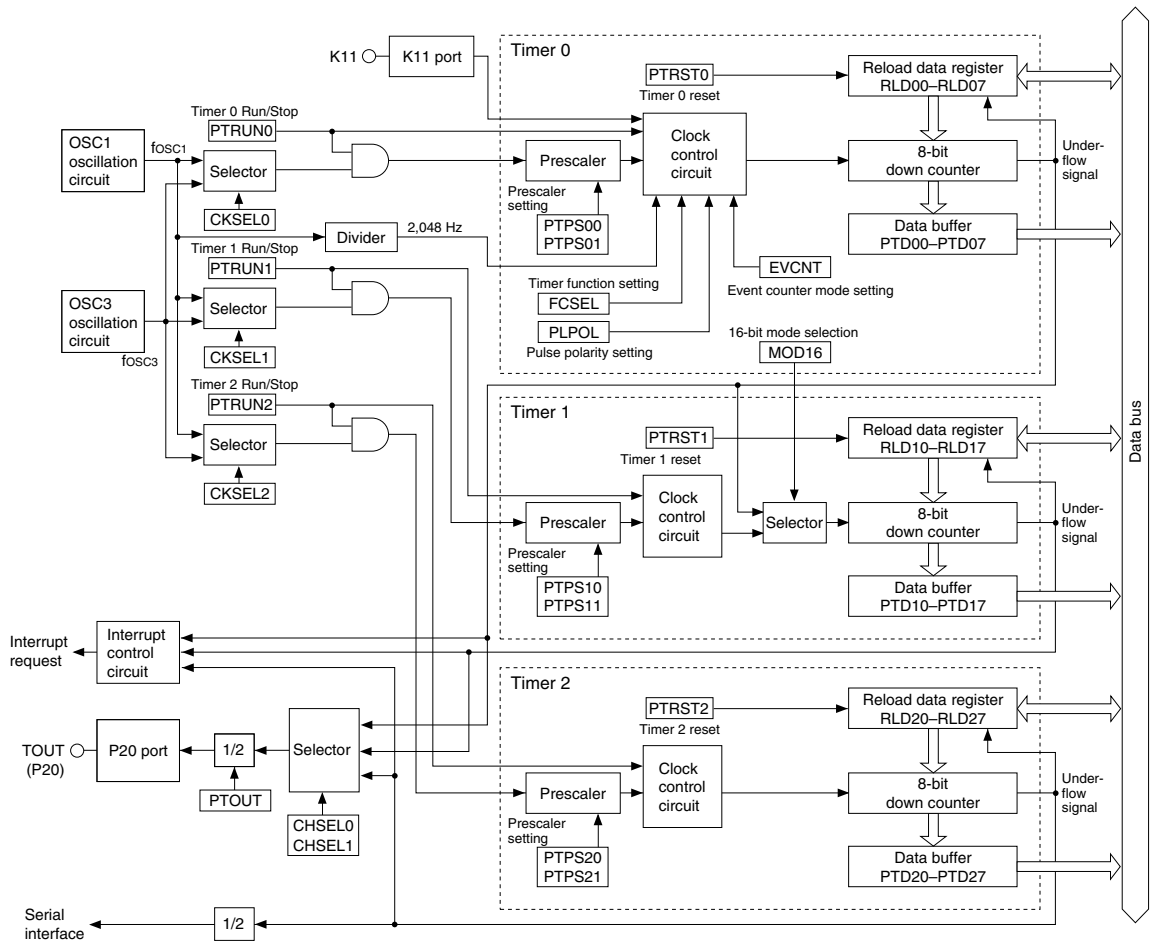 Timer 0
K11
K11 port
PTRST0
Timer 0 reset
Reload data register
RLD00–RLD07
Timer 0 Run/Stop
PTRUN0
OSC1
oscillation
circuit
fOSC1
Selector
CKSEL0
Prescaler
Prescaler
setting
PTPS00
PTPS01
Clock
control
circuit
8-bit
down counter
Under-
flow
signal
Data buffer
PTD00–PTD07
Divider
2,048 Hz
Timer 1 Run/Stop
PTRUN1
EVCNT
Event counter mode setting
Timer function setting
FCSEL
PLPOL
Pulse polarity setting
16-bit mode selection
MOD16
OSC3
oscillation
circuit
fOSC3
Selector
CKSEL1
Timer 2 Run/Stop
PTRUN2
Selector
CKSEL2
Timer 1
PTRST1
Timer 1 reset
Reload data register
RLD10–RLD17
Prescaler
Prescaler
setting
PTPS10
PTPS11
Clock
control
circuit
Selector
8-bit
down counter
Under-
flow
signal
Data buffer
PTD10–PTD17
Data bus
Interrupt
request
Interrupt
control
circuit
Timer 2
PTRST2
Timer 2 reset
Reload data register
RLD20–RLD27
TOUT
(P20)
P20 port
1/2
PTOUT
Selector
CHSEL0
CHSEL1
Prescaler
Prescaler
setting
PTPS20
PTPS21
Clock
control
circuit
8-bit
down counter
Under-
flow
signal
Data buffer
PTD20–PTD27
Serial
interface
1/2